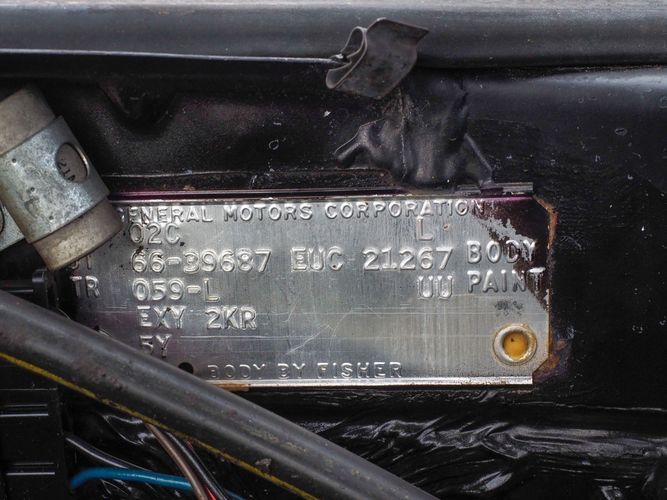 GENERAL MOTORS CORPORATION
02C L
ST 66-39687 EUC 21267 BODY
TR 059-L UU PAINT
EXY 2KR
5Y
BODY BY FISHER